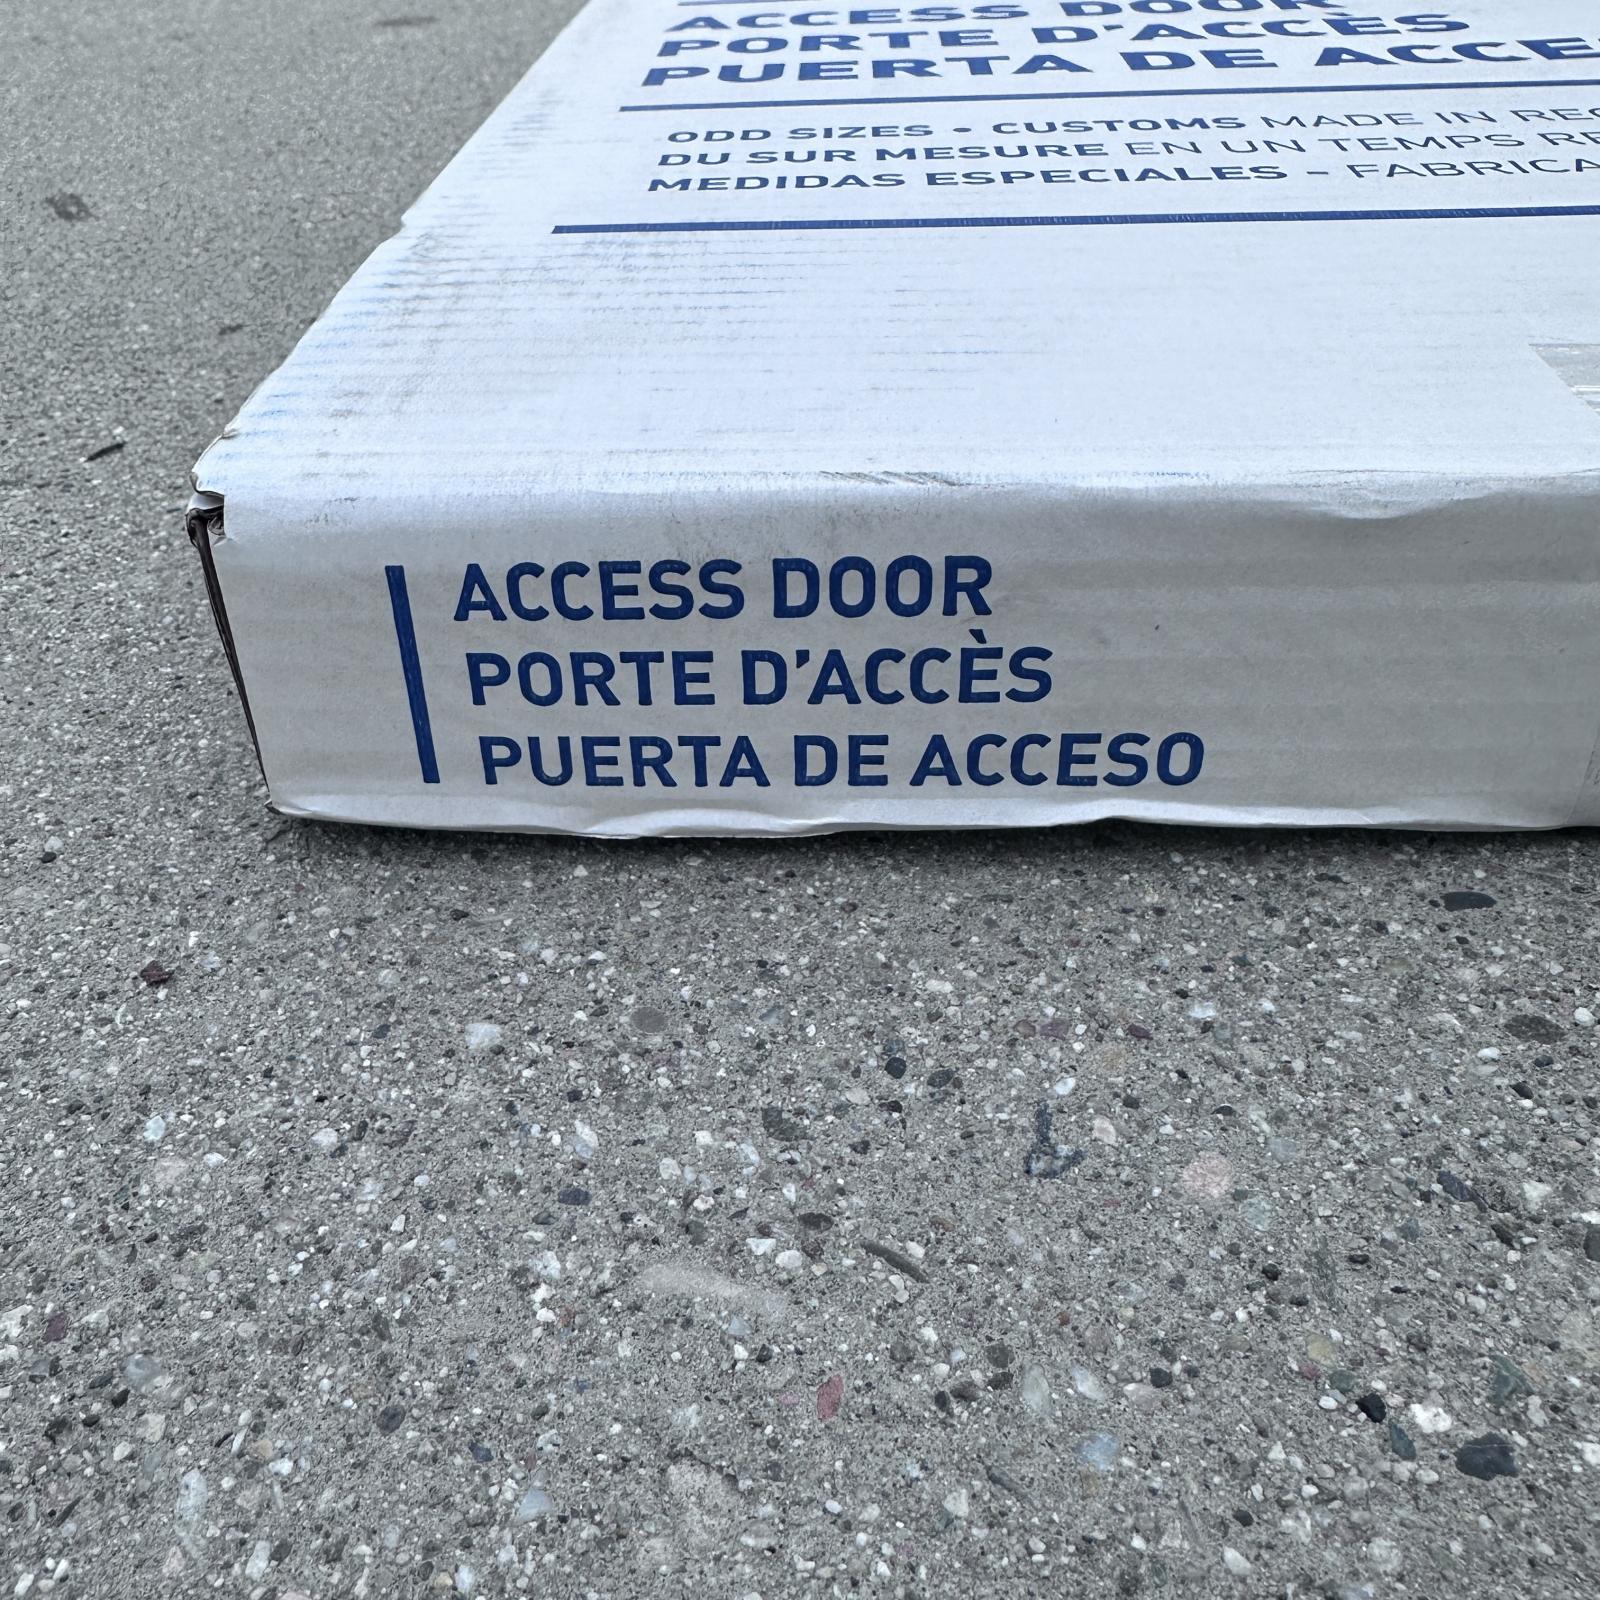 ACCESS DOOR
PORTE D'ACCÈS
PUERTA DE
ODD SIZES • CUSTOMS MADE IN
DU SUR MESURE EN UN TEMPS
MEDIDAS ESPECIALES –
ACCESS DOOR
PORTE D'ACCÈS
PUERTA DE ACCESO